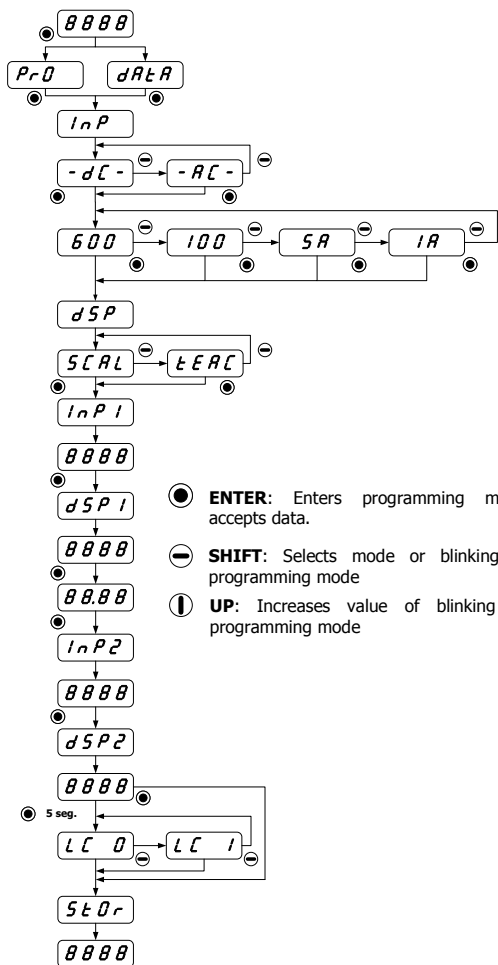 8888
Pr0 dAtA
InP
- dC - - AC -
600 100 5A 1A
dSP
SCAL tEAC
InP1
8888
dSP1
8888
88.88
InP2
8888
dSP2
8888
5 seg.
LC 0 LC 1
St0r
8888
ENTER: Enters programming m
accepts data.
SHIFT: Selects mode or blinking
programming mode
UP: Increases value of blinking
programming mode